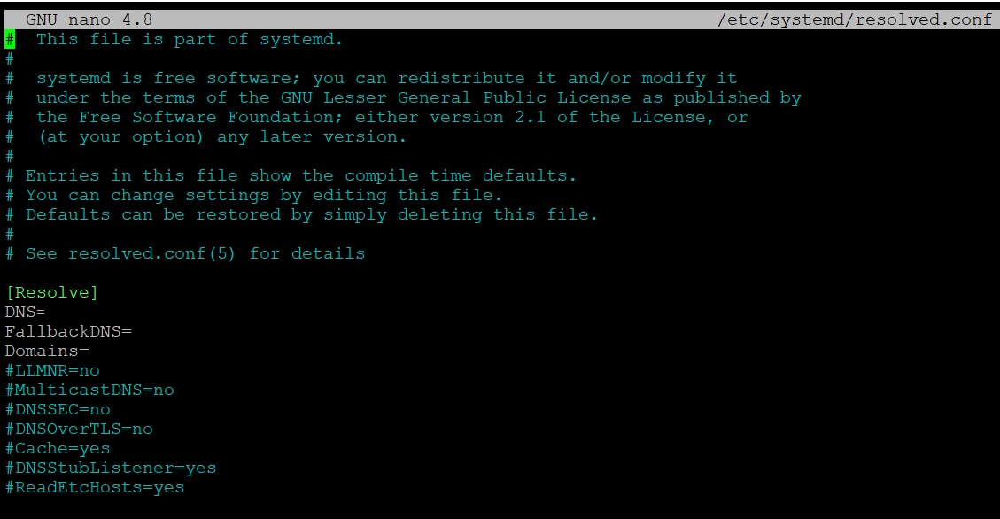 GNU nano 4.8 /etc/systemd/resolved.conf
#  This file is part of systemd.
#
#  systemd is free software; you can redistribute it and/or modify it
#  under the terms of the GNU Lesser General Public License as published by
#  the Free Software Foundation; either version 2.1 of the License, or
#  (at your option) any later version.
#
# Entries in this file show the compile time defaults.
# You can change settings by editing this file.
# Defaults can be restored by simply deleting this file.
#
# See resolved.conf(5) for details

[Resolve]
DNS=
FallbackDNS=
Domains=
#LLMNR=no
#MulticastDNS=no
#DNSSEC=no
#DNSOverTLS=no
#Cache=yes
#DNSStubListener=yes
#ReadEtcHosts=yes